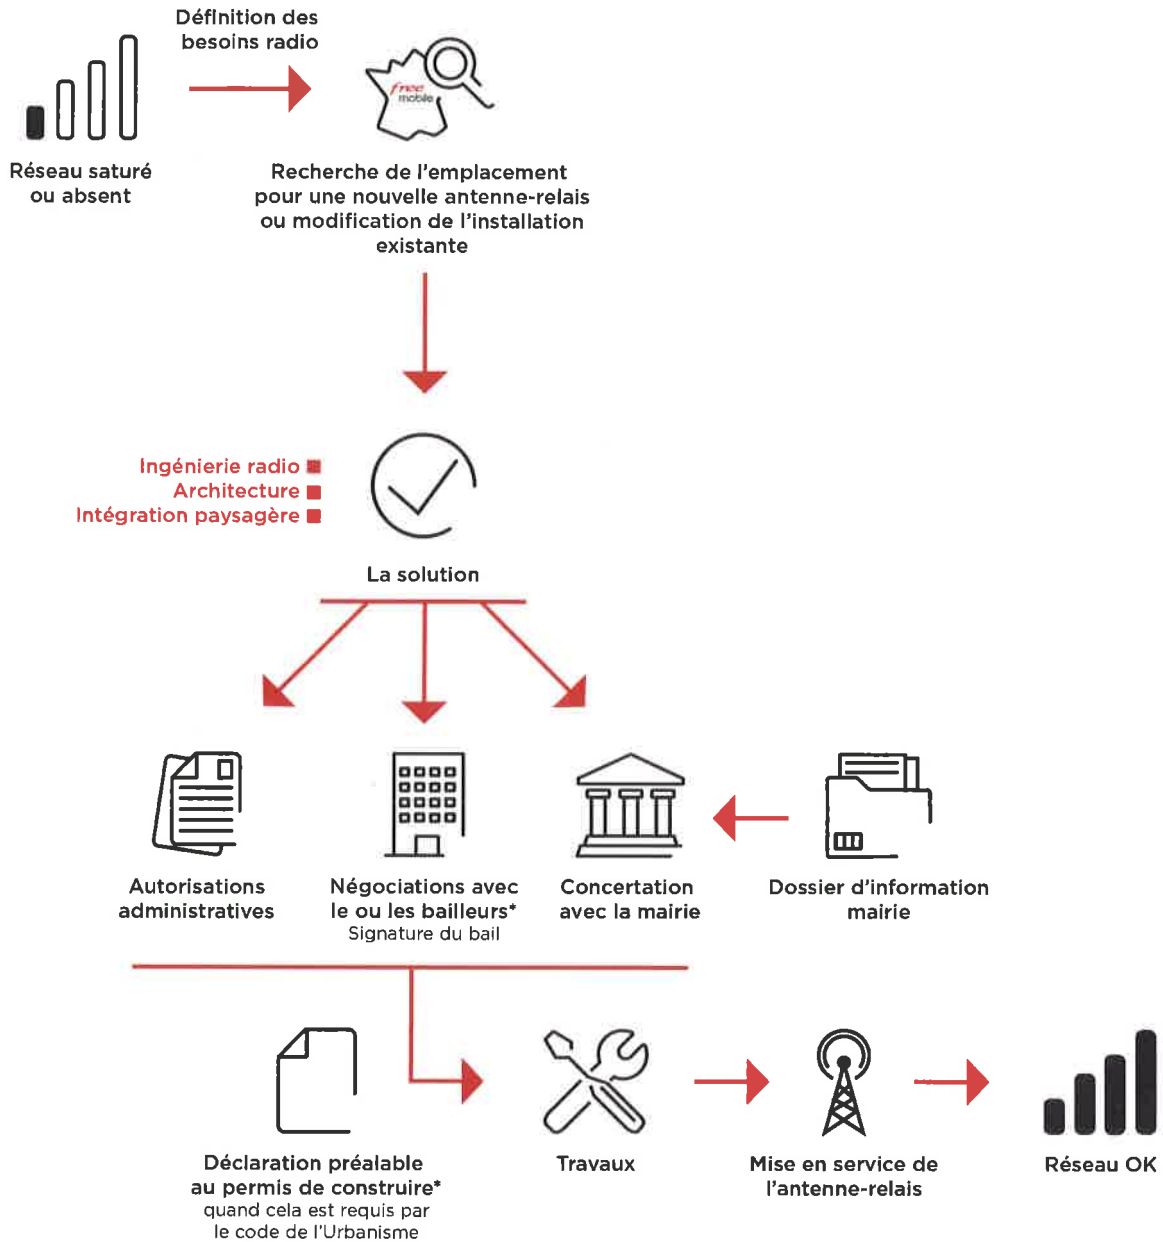 Définition des
besoins radio
free
mobile
Réseau saturé
ou absent
Recherche de l'emplacement
pour une nouvelle antenne-relais
ou modification de l'installation
existante
Ingénierie radio
Architecture
Intégration paysagère
La solution
Autorisations
administratives
Négociations avec
le ou les bailleurs*
Signature du bail
Concertation
avec la mairie
Dossier d'information
mairie
Déclaration préalable
au permis de construire*
quand cela est requis par
le code de l'Urbanisme
Travaux
Mise en service de
l'antenne-relais
Réseau OK